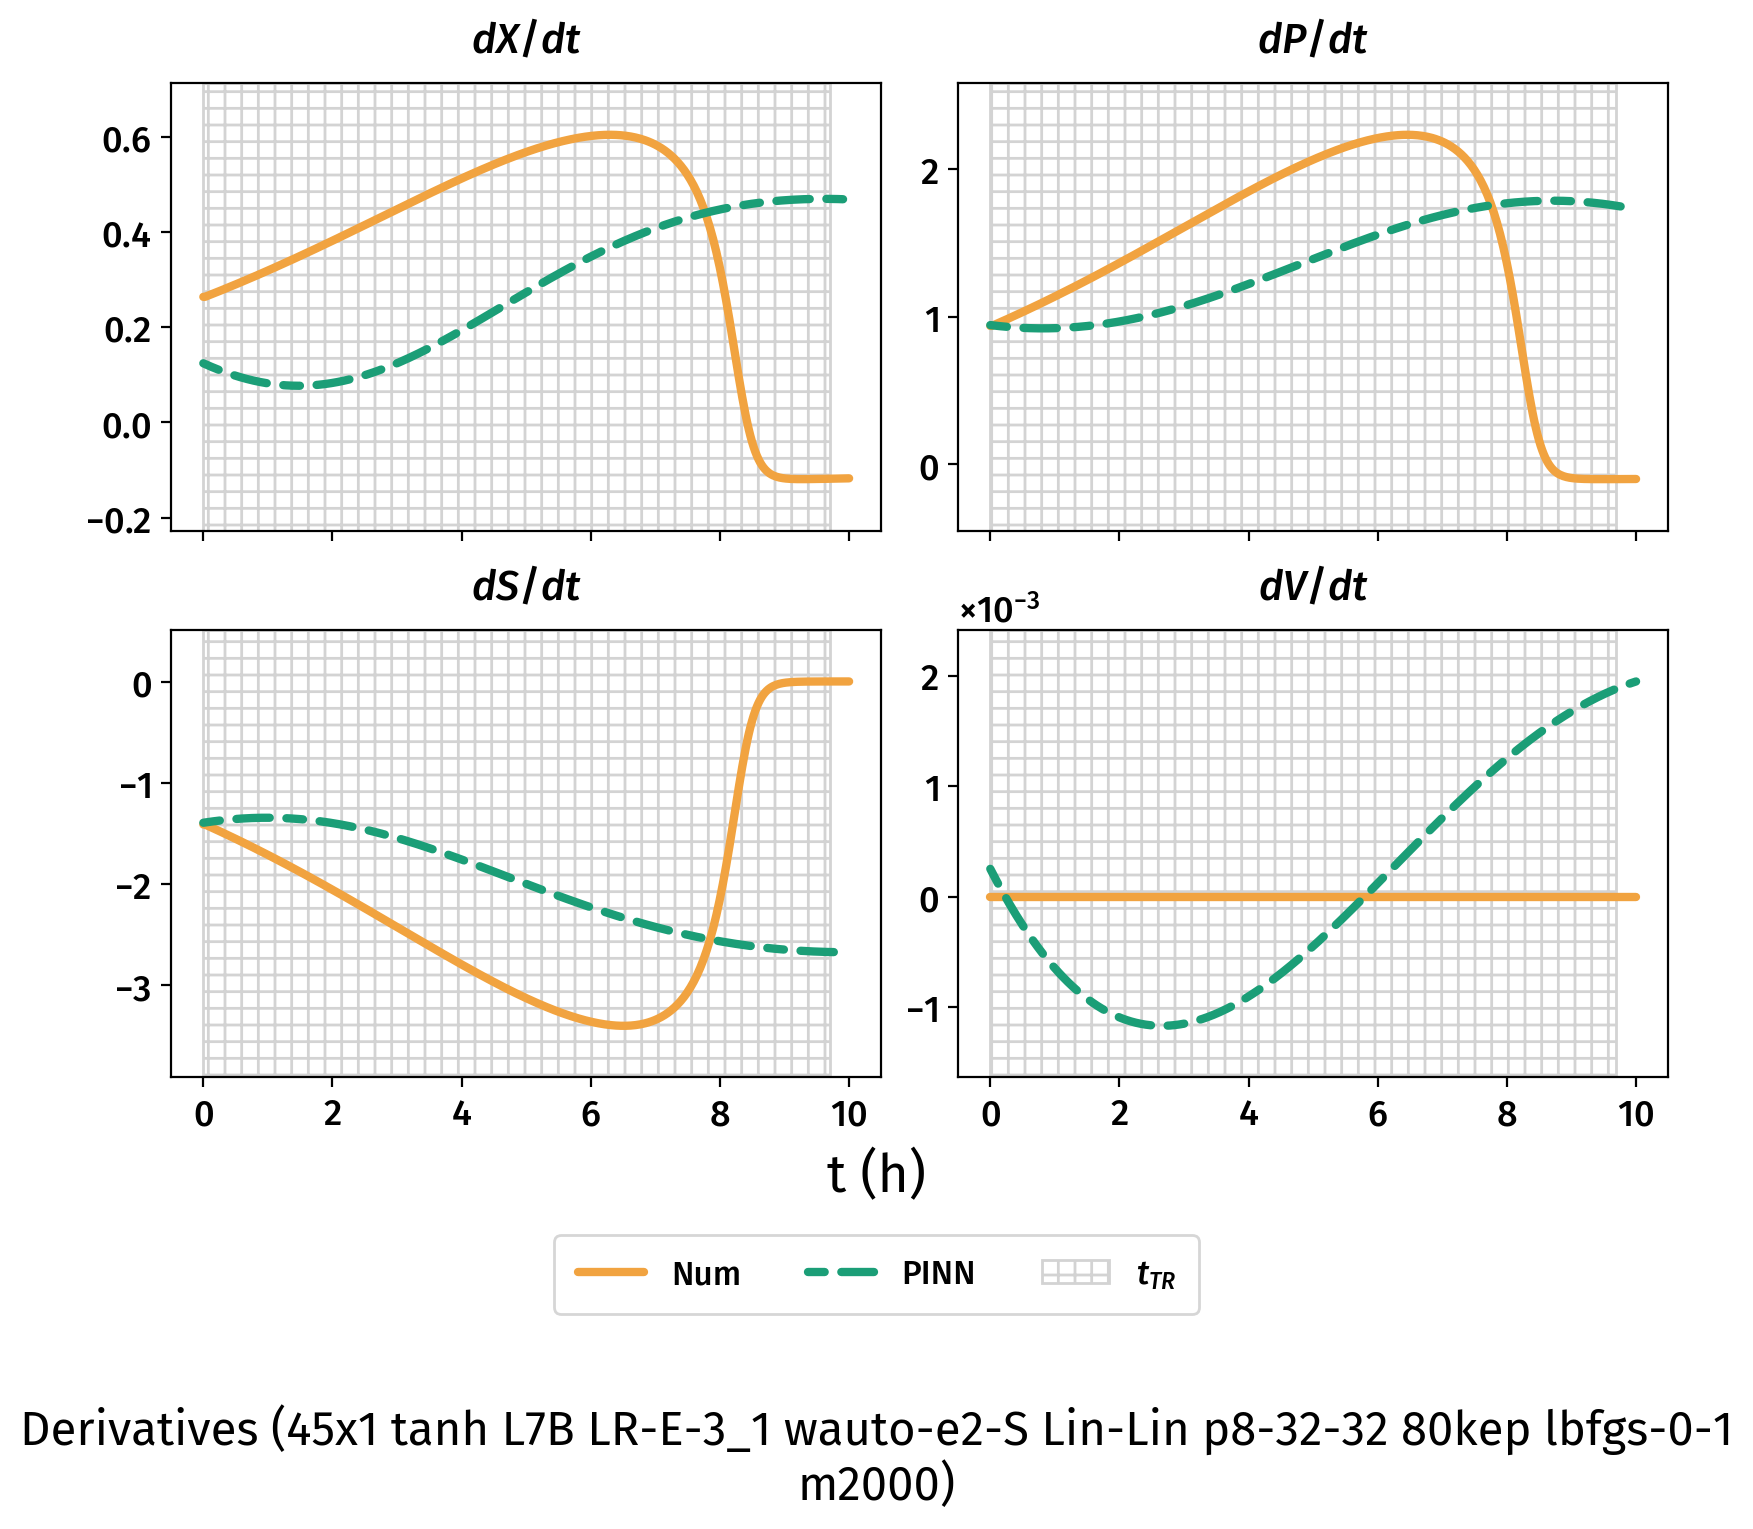 dX/dt
dP/dt
0.6
0.4
0.2
0.0
−0.2
2
1
0
dS/dt
dV/dt
×10⁻³
0
−1
−2
−3
2
1
0
−1
0 2 4 6 8 10
0 2 4 6 8 10
t (h)
Num PINN t_TR
Derivatives (45x1 tanh L7B LR-E-3_1 wauto-e2-S Lin-Lin p8-32-32 80kep lbfgs-0-1
m2000)